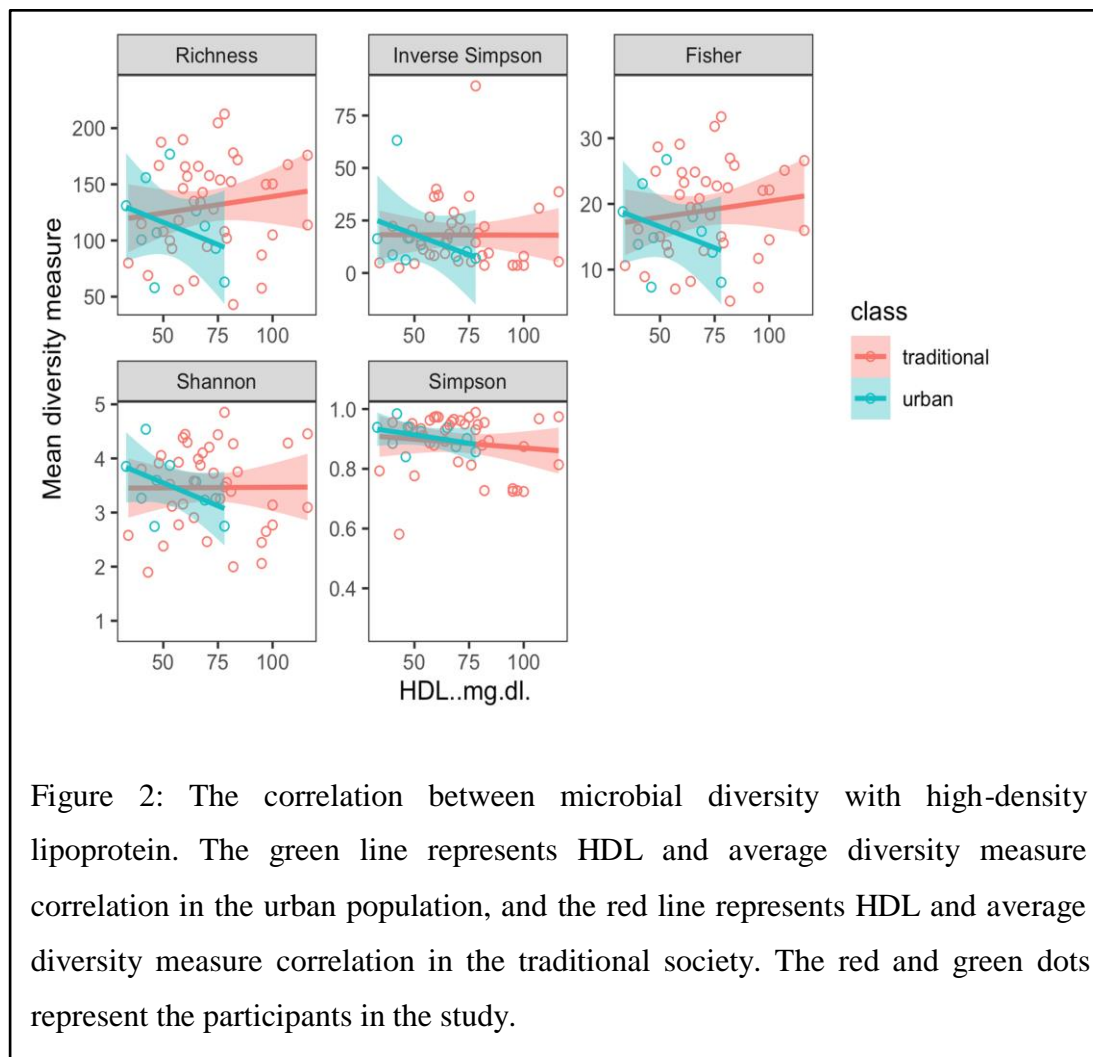 Richness
Inverse Simpson
Fisher
Mean diversity measure
200
150
100
50
50 75 100
75
50
25
0
50 75 100
30
20
10
50 75 100
class
traditional
urban
Shannon
Simpson
5
4
3
2
1
50 75 100
1.0
0.8
0.6
0.4
50 75 100
HDL..mg.dl.
Figure 2: The correlation between microbial diversity with high-density
lipoprotein. The green line represents HDL and average diversity measure
correlation in the urban population, and the red line represents HDL and average
diversity measure correlation in the traditional society. The red and green dots
represent the participants in the study.